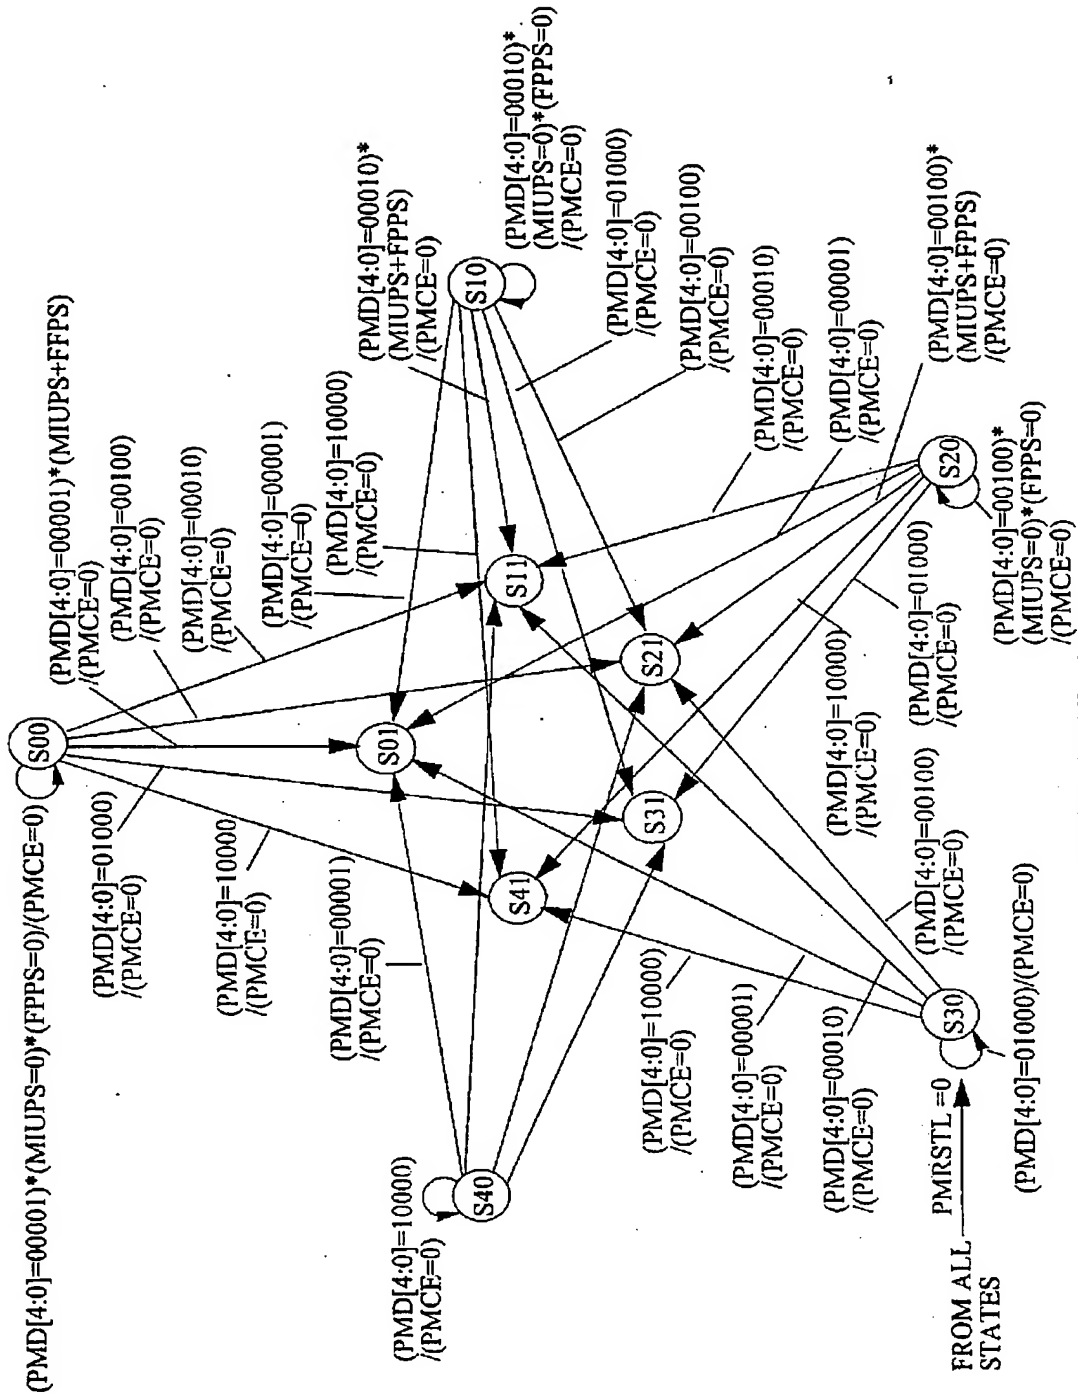 (PMD[4:0]=00001)*(MIUPS=0)*(FPPS=0)/(PMCE=0)
S00
(PMD[4:0]=00001)*(MIUPS+FFPS)
/(PMCE=0)
(PMD[4:0]=00100)
/(PMCE=0)
(PMD[4:0]=00010)
/(PMCE=0)
(PMD[4:0]=00001)
/(PMCE=0)
(PMD[4:0]=10000)
/(PMCE=0)
(PMD[4:0]=00010)*
(MIUPS+FPPS)
/(PMCE=0)
(PMD[4:0]=01000)
/(PMCE=0)
(PMD[4:0]=10000
/(PMCE=0)
(PMD[4:0]=00001)
/(PMCE=0)
S01
S10
(PMD[4:0]=00010)*
(MIUPS=0)*(FPPS=0)
/(PMCE=0)
(PMD[4:0]=01000)
/(PMCE=0)
(PMD[4:0]=00100)
/(PMCE=0)
(PMD[4:0]=10000)
/(PMCE=0)
S40
S41
S11
S31
S21
(PMD[4:0]=00010)
/(PMCE=0)
(PMD[4:0]=00001)
/(PMCE=0)
(PMD[4:0]=00100)*
(MIUPS+FPPS)
/(PMCE=0)
(PMD[4:0]=10000)
/(PMCE=0)
(PMD[4:0]=00001)
/(PMCE=0)
(PMD[4:0]=00010)
/(PMCE=0)
(PMD[4:0]=10000)
/(PMCE=0)
(PMD[4:0]=01000)
/(PMCE=0)
(PMD[4:0]=00100)
/(PMCE=0)
S20
(PMD[4:0]=00100)*
(MIUPS=0)*(FPPS=0)
/(PMCE=0)
S30
PMRSTL =0
FROM ALL
STATES
(PMD[4:0]=01000)/(PMCE=0)